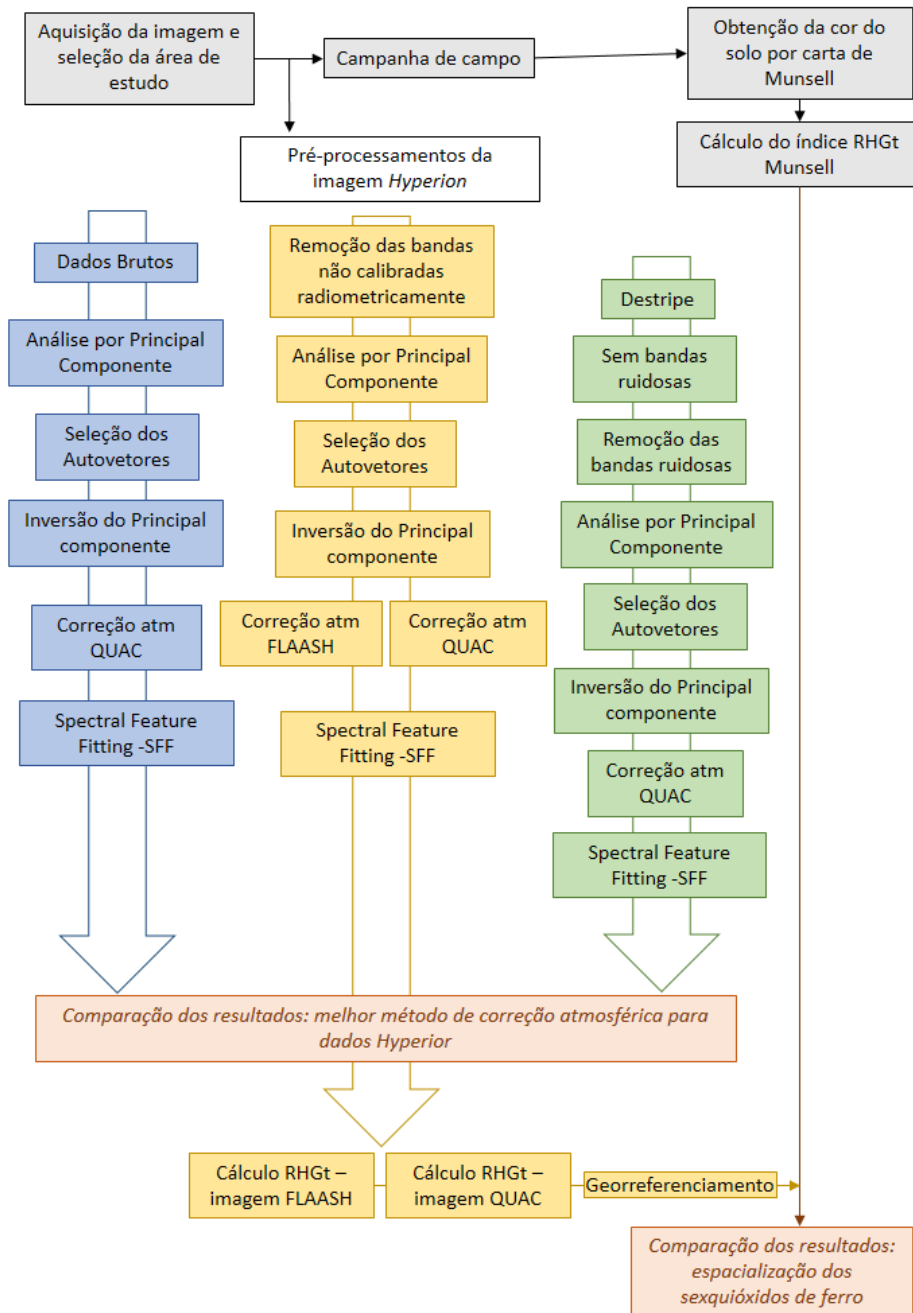 Aquisição da imagem e
seleção da área de
estudo
Campanha de campo
Obtenção da cor do
solo por carta de
Munsell
Cálculo do índice RHGt
Munsell
Pré-processamentos da
imagem Hyperion
Dados Brutos
Análise por Principal
Componente
Seleção dos
Autovetores
Inversão do Principal
componente
Correção atm
QUAC
Spectral Feature
Fitting -SFF
Remoção das bandas
não calibradas
radiometricamente
Análise por Principal
Componente
Seleção dos
Autovetores
Inversão do Principal
componente
Correção atm
FLAASH
Correção atm
QUAC
Spectral Feature
Fitting -SFF
Destripe
Sem bandas
ruidosas
Remoção das
bandas ruidosas
Análise por Principal
Componente
Seleção dos
Autovetores
Inversão do Principal
componente
Correção atm
QUAC
Spectral Feature
Fitting -SFF
Comparação dos resultados: melhor método de correção atmosférica para
dados Hyperior
Cálculo RHGt –
imagem FLAASH
Cálculo RHGt –
imagem QUAC
Georreferenciamento
Comparação dos resultados:
espacialização dos
sexquióxidos de ferro